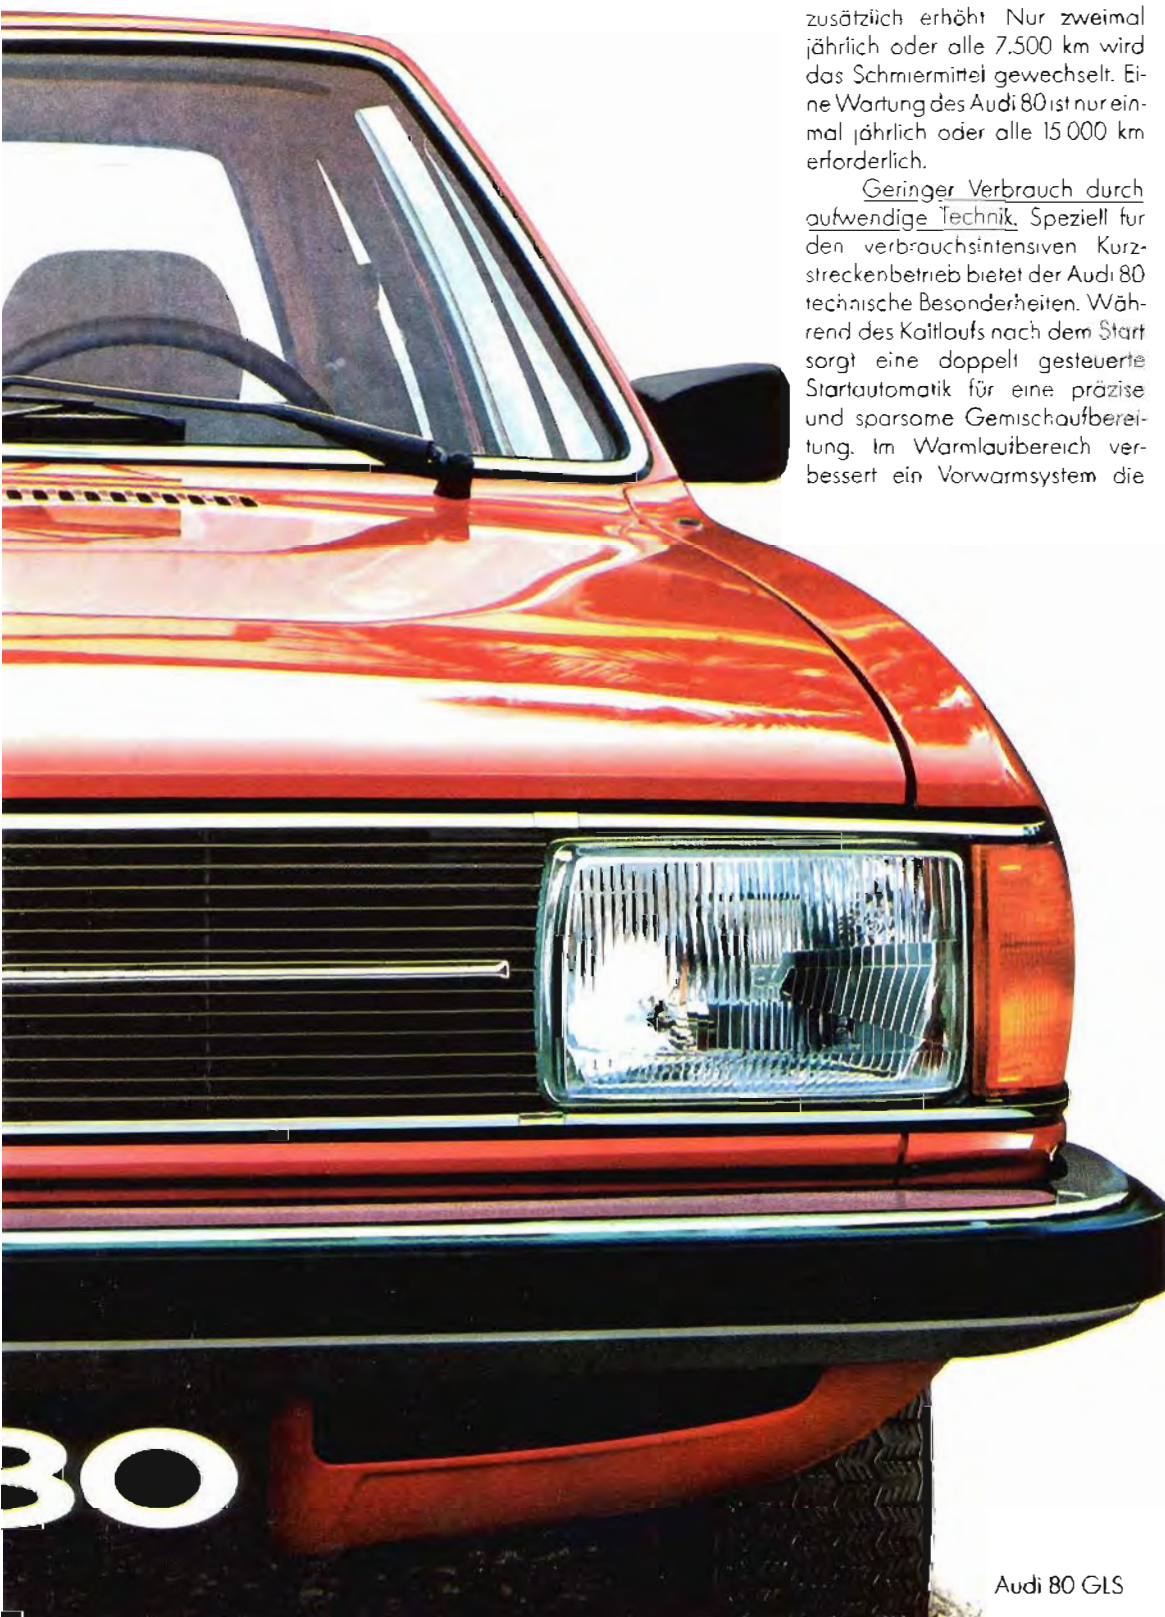 zusätzlich erhöht Nur zweimal
jährlich oder alle 7.500 km wird
das Schmiermittel gewechselt. Ei-
ne Wartung des Audi 80 ist nur ein-
mal jährlich oder alle 15 000 km
erforderlich.
Geringer Verbrauch durch
aufwendige Technik. Speziell für
den verbrauchsintensiven Kurz-
streckenbetrieb bietet der Audi 80
technische Besonderheiten. Wäh-
rend des Kaltlaufs nach dem Start
sorgt eine doppelt gesteuerte
Startautomatik für eine präzise
und sparsame Gemischaufberei-
tung. Im Warmlaufbereich ver-
bessert ein Vorwärmsystem die
80
Audi 80 GLS